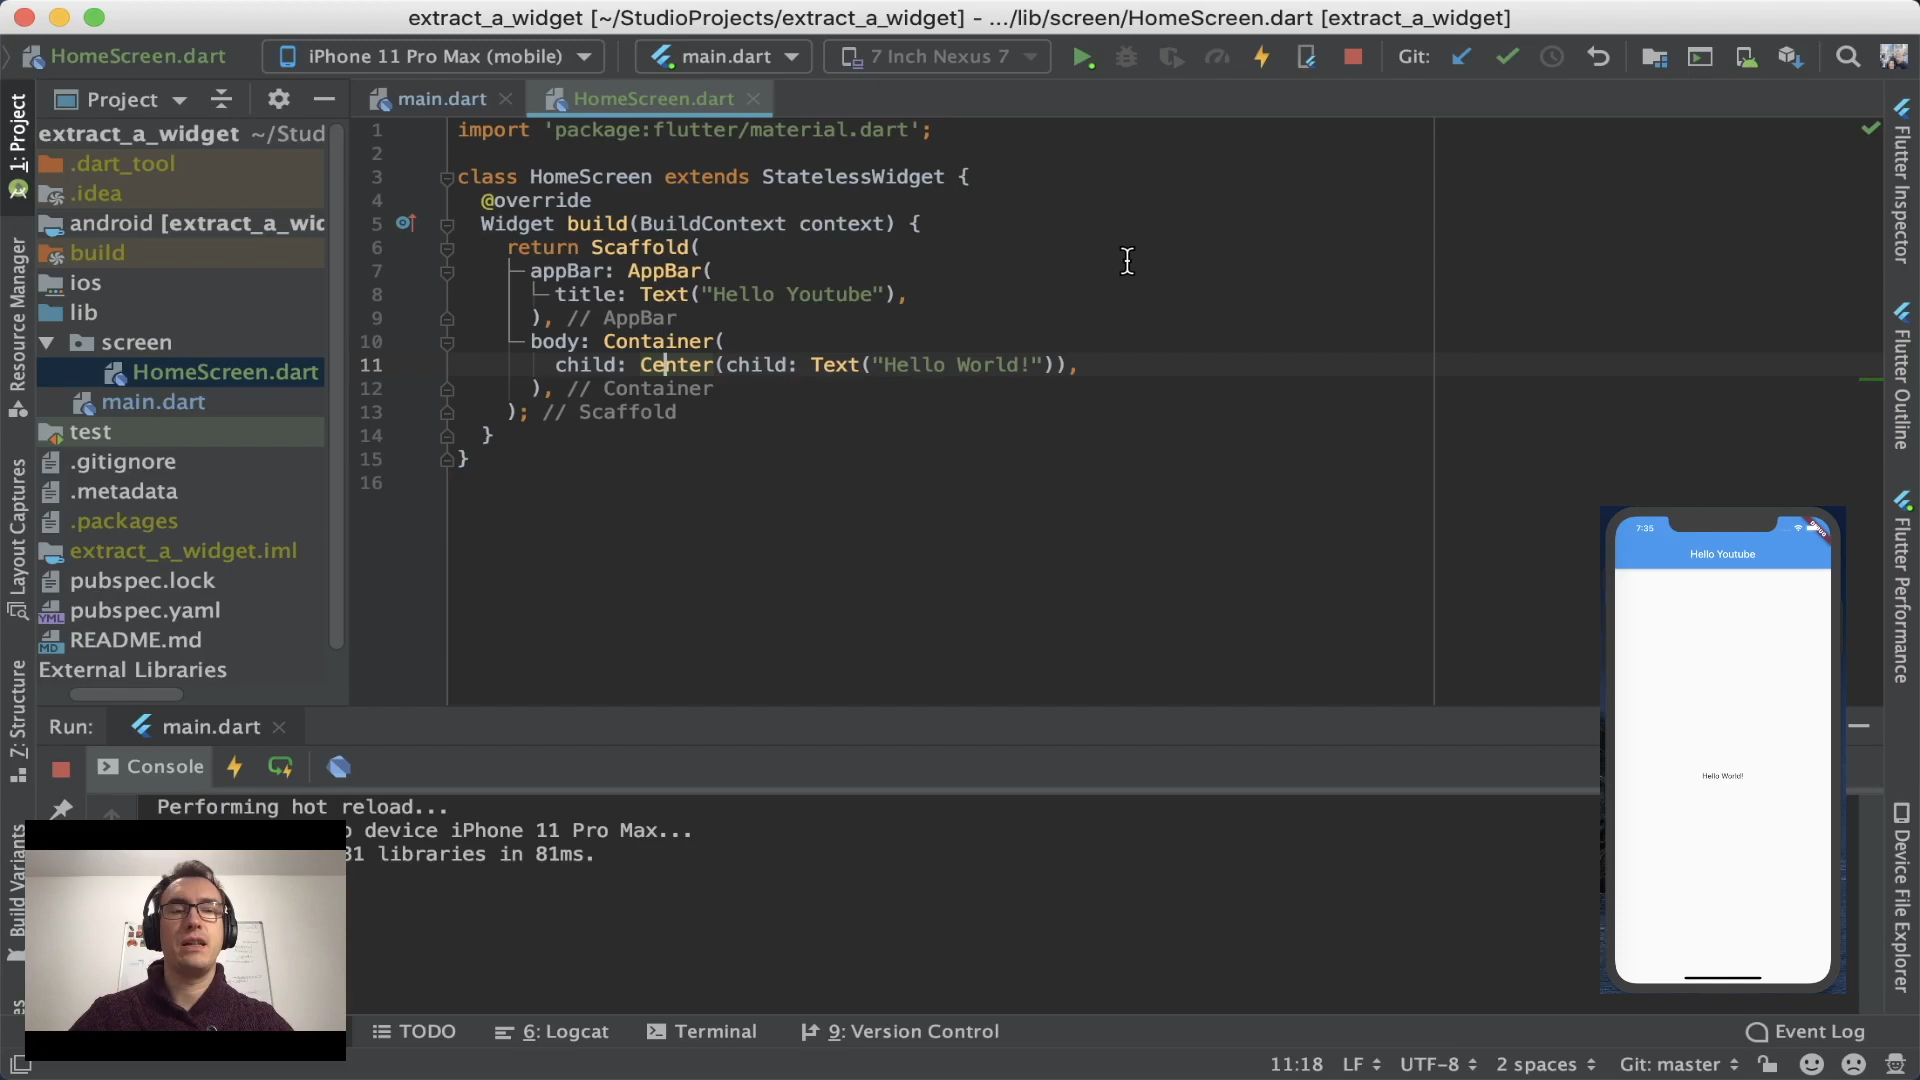 extract_a_widget [~/StudioProjects/extract_a_widget] - .../lib/screen/HomeScreen.dart [extract_a_widget]
HomeScreen.dart
iPhone 11 Pro Max (mobile)
main.dart
7 Inch Nexus 7
Git:
1: Project
Resource Manager
Layout Captures
Z: Structure
Build Variants
Project
main.dart
HomeScreen.dart
extract_a_widget ~/Stud
.dart_tool
.idea
android [extract_a_wid
build
ios
lib
screen
HomeScreen.dart
main.dart
test
.gitignore
.metadata
.packages
extract_a_widget.iml
pubspec.lock
pubspec.yaml
README.md
External Libraries
1 import 'package:flutter/material.dart';
2
3 class HomeScreen extends StatelessWidget {
4 @override
5 Widget build(BuildContext context) {
6 return Scaffold(
7 appBar: AppBar(
8 title: Text("Hello Youtube"),
9 ), // AppBar
10 body: Container(
11 child: Center(child: Text("Hello World!")),
12 ), // Container
13 ); // Scaffold
14 }
15 }
16
Flutter Inspector
Flutter Outline
Flutter Performance
Device File Explorer
7:35
Hello Youtube
Hello World!
Run:
main.dart
Console
Performing hot reload...
device iPhone 11 Pro Max...
31 libraries in 81ms.
TODO
6: Logcat
Terminal
9: Version Control
Event Log
11:18
LF
UTF-8
2 spaces
Git: master